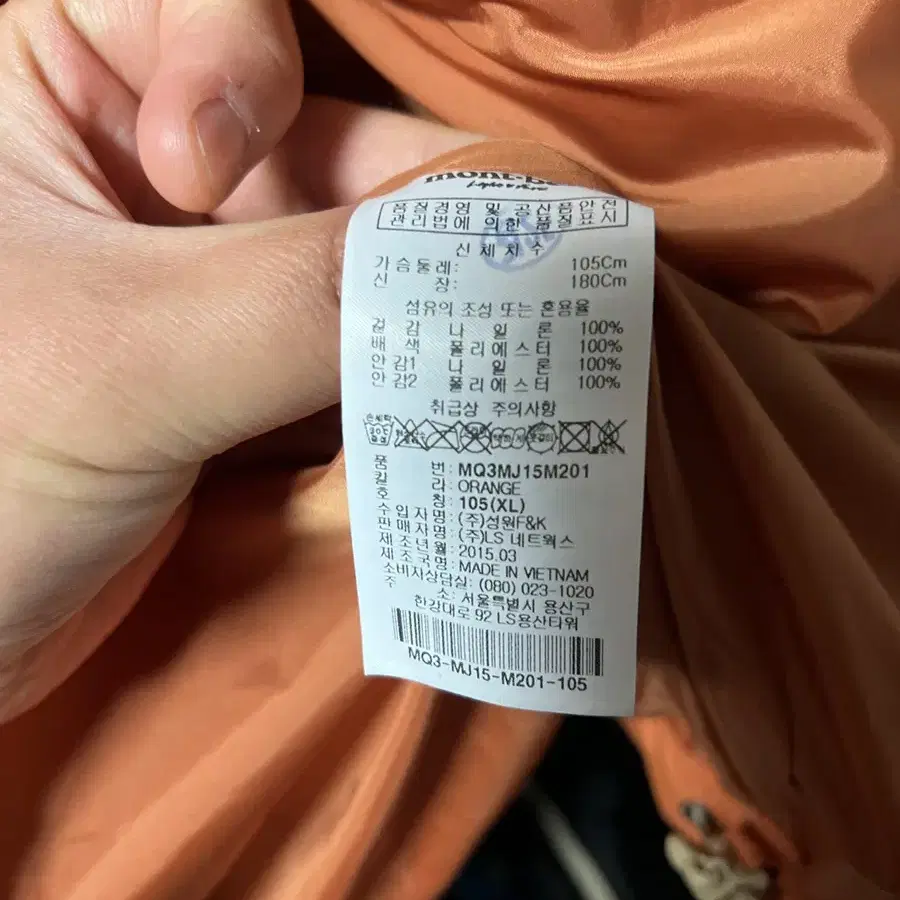 품질경영 및 공산품안전
관리법에 의한 품질표시
신체치수
가슴둘레: 105Cm
신 장: 180Cm
섬유의 조성 또는 혼용율
겉 감 나 일 론 100%
배 색 폴리에스터 100%
안 감1 나 일 론 100%
안 감2 폴리에스터 100%
취급상 주의사항
손세탁
30℃
중성
품 번: MQ3MJ15M201
칼 라: ORANGE
호 칭: 105(XL)
수 입 자 명: (주)성원F&K
판 매 자 명: (주)LS 네트웍스
제 조 년 월: 2015.03
제 조 국 명: MADE IN VIETNAM
소비자상담실: (080) 023-1020
주 소: 서울특별시 용산구
한강대로 92 LS용산타워
MQ3-MJ15-M201-105